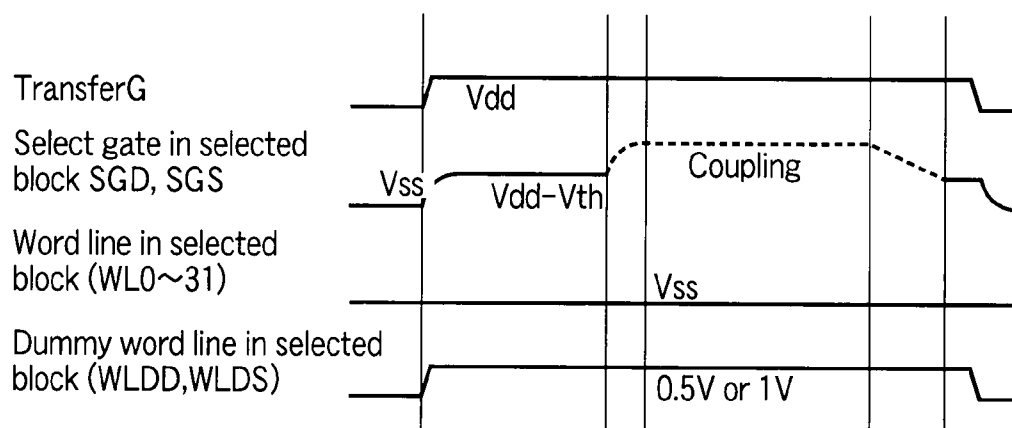 TransferG
Vdd
Select gate in selected
block SGD, SGS
Vss
Vdd-Vth
Coupling
Word line in selected
block (WL0~31)
Vss
Dummy word line in selected
block (WLDD,WLDS)
0.5V or 1V